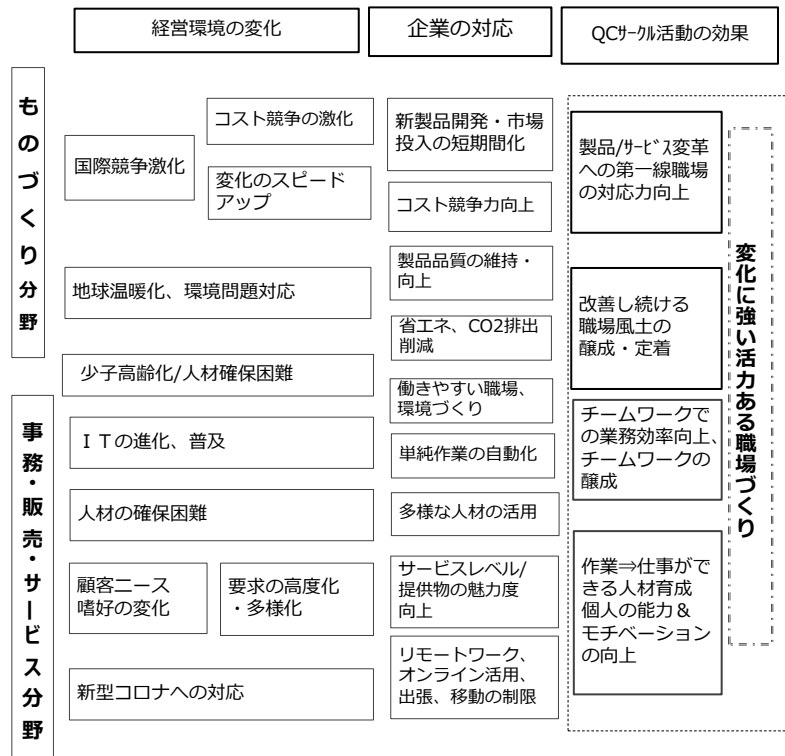 経営環境の変化
企業の対応
QCｻｰｸﾙ活動の効果
ものづくり分野
国際競争激化
コスト競争の激化
変化のスピード
アップ
地球温暖化、環境問題対応
少子高齢化/人材確保困難
事務・販売・サービス分野
ＩＴの進化、普及
人材の確保困難
顧客ニース
嗜好の変化
要求の高度化
・多様化
新型コロナへの対応
新製品開発・市場
投入の短期間化
コスト競争力向上
製品品質の維持・
向上
省エネ、CO2排出
削減
働きやすい職場、
環境づくり
単純作業の自動化
多様な人材の活用
サービスレベル/
提供物の魅力度
向上
リモートワーク、
オンライン活用、
出張、移動の制限
製品/ｻｰﾋﾞｽ変革
への第一線職場
の対応力向上
改善し続ける
職場風土の
醸成・定着
チームワークで
の業務効率向上、
チームワークの
醸成
作業⇒仕事がで
きる人材育成
個人の能力＆
モチベーション
の向上
変化に強い活力ある職場づくり